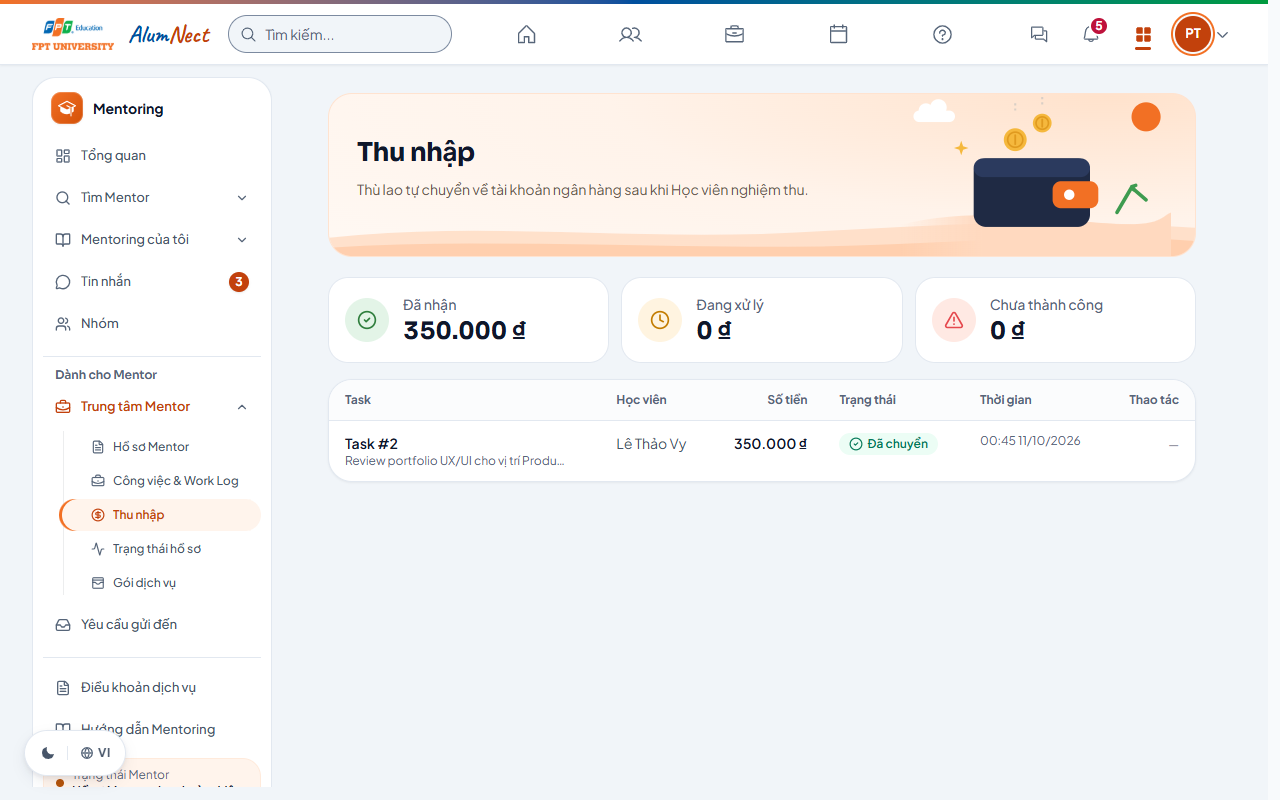 FPT Education
FPT UNIVERSITY
AlumNect
Tìm kiếm...
5
PT
Mentoring
Tổng quan
Tìm Mentor
Mentoring của tôi
Tin nhắn
3
Nhóm
Dành cho Mentor
Trung tâm Mentor
Hồ sơ Mentor
Công việc & Work Log
Thu nhập
Trạng thái hồ sơ
Gói dịch vụ
Yêu cầu gửi đến
Điều khoản dịch vụ
Hướng dẫn Mentoring
Trạng thái Mentor
VI
Thu nhập
Thù lao tự chuyển về tài khoản ngân hàng sau khi Học viên nghiệm thu.
Đã nhận
350.000 ₫
Đang xử lý
0 ₫
Chưa thành công
0 ₫
Task Học viên Số tiền Trạng thái Thời gian Thao tác
Task #2 Lê Thảo Vy 350.000 ₫ Đã chuyển 00:45 11/10/2026 —
Review portfolio UX/UI cho vị trí Produ...